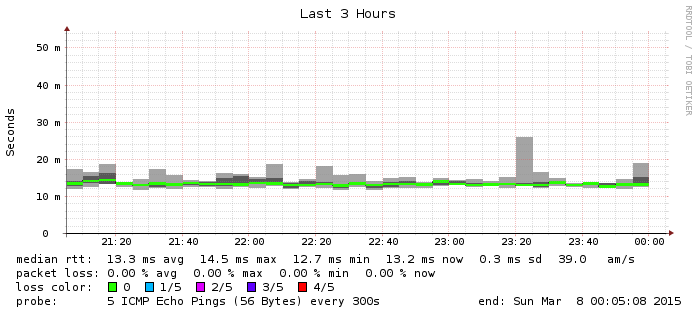 Last 3 Hours
RRDTOOL / TOBI OETIKER
Seconds
50 m
40 m
30 m
20 m
10 m
0
21:20 21:40 22:00 22:20 22:40 23:00 23:20 23:40 00:00
median rtt: 13.3 ms avg 14.5 ms max 12.7 ms min 13.2 ms now 0.3 ms sd 39.0 am/s
packet loss: 0.00 % avg 0.00 % max 0.00 % min 0.00 % now
loss color: 0 1/5 2/5 3/5 4/5
probe: 5 ICMP Echo Pings (56 Bytes) every 300s end: Sun Mar 8 00:05:08 2015